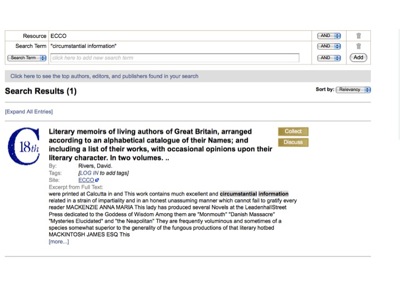 Resource ECCO AND
Search Term "circumstantial information" AND
Search Term click here to add new search term AND Add
Click here to see the top authors, editors, and publishers found in your search
Search Results (1) Sort by: Relevancy
[Expand All Entries]
C 18th
Literary memoirs of living authors of Great Britain, arranged
according to an alphabetical catalogue of their Names; and
including a list of their works, with occasional opinions upon their
literary character. In two volumes. ..
Collect
Discuss
By: Rivers, David.
Tags: [LOG IN to add tags]
Site: ECCO
Excerpt from Full Text:
were printed at Calcutta in and This work contains much excellent and circumstantial information
related in a strain of impartiality and in an honest unassuming manner which cannot fail to gratify every
reader MACKENZIE ANNA MARIA This lady has produced several Novels at the LeadenhallStreet
Press dedicated to the Goddess of Wisdom Among them are "Monmouth" "Danish Massacre"
"Mysteries Elucidated" and "the Neapolitan" They are frequently voluminous and sometimes of a
species somewhat superior to the generality of the fungous productions of that literary hotbed
MACKINTOSH JAMES ESQ This
[more...]